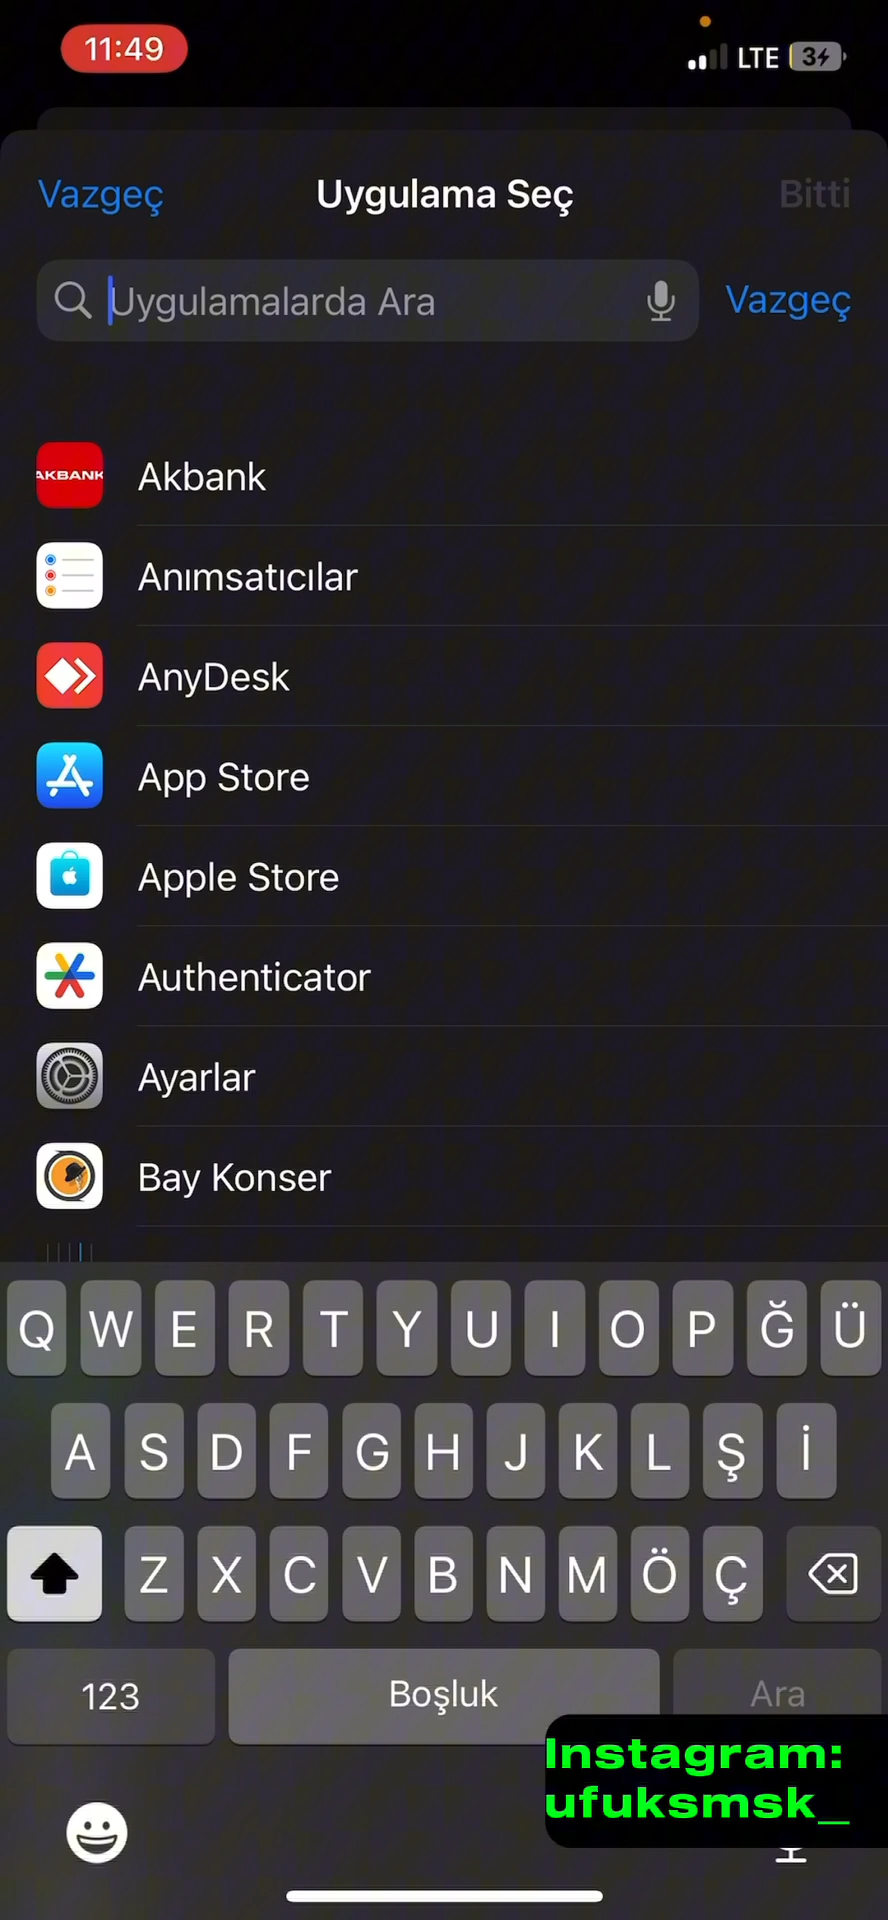 11:49
LTE
3
Vazgeç
Uygulama Seç
Bitti
Uygulamalarda Ara
Vazgeç
AKBANK
Akbank
Anımsatıcılar
AnyDesk
App Store
Apple Store
Authenticator
Ayarlar
Bay Konser
Q W E R T Y U I O P Ğ Ü
A S D F G H J K L Ş İ
Z X C V B N M Ö Ç
123
Boşluk
Ara
Instagram:
ufuksmsk_